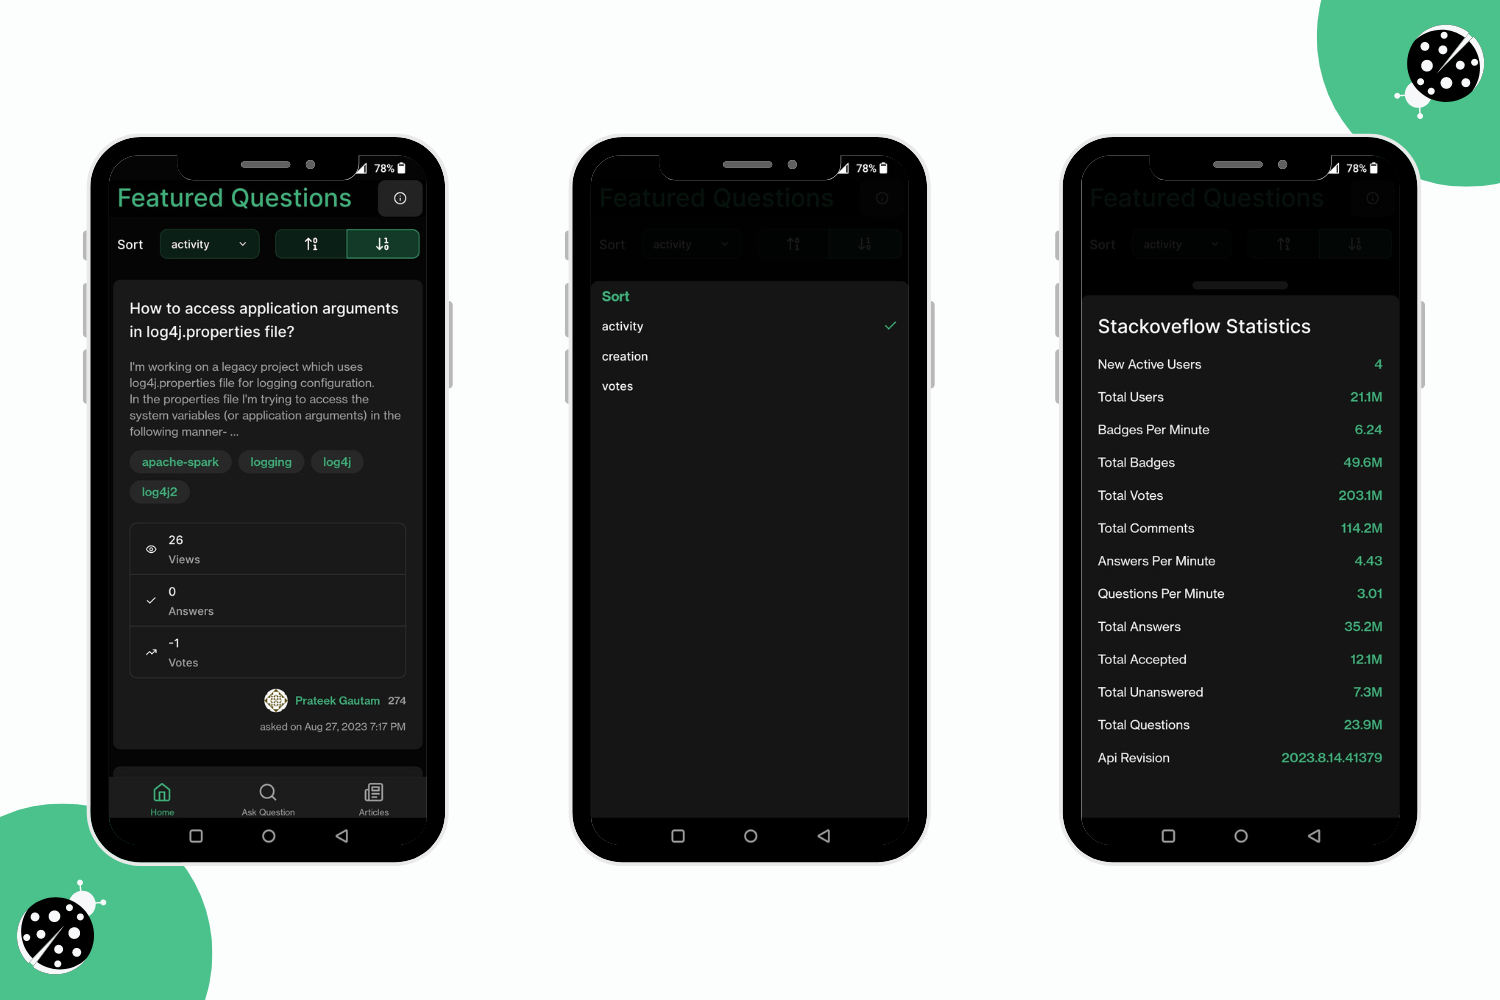 78%
Featured Questions
Sort
activity
How to access application arguments
in log4j.properties file?
I'm working on a legacy project which uses
log4j.properties file for logging configuration.
In the properties file I'm trying to access the
system variables (or application arguments) in the
following manner- ...
apache-spark logging log4j
log4j2
26
Views
0
Answers
-1
Votes
Prateek Gautam 274
asked on Aug 27, 2023 7:17 PM
Home Ask Question Articles
78%
Featured Questions
Sort activity
Sort
activity
creation
votes
78%
Featured Questions
Sort activity
Stackoveflow Statistics
New Active Users 4
Total Users 21.1M
Badges Per Minute 6.24
Total Badges 49.6M
Total Votes 203.1M
Total Comments 114.2M
Answers Per Minute 4.43
Questions Per Minute 3.01
Total Answers 35.2M
Total Accepted 12.1M
Total Unanswered 7.3M
Total Questions 23.9M
Api Revision 2023.8.14.41379